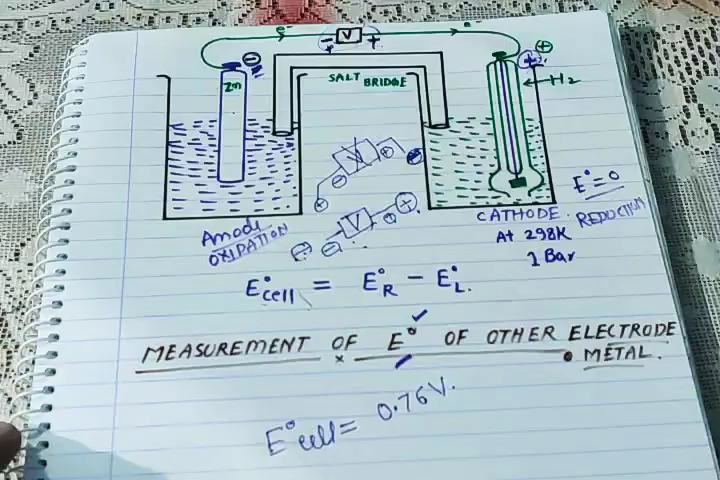 e⁻ - V + e⁻
⊖ + ⊕
Zn SALT BRIDGE H2
V
V
E°=0
Anode CATHODE REDUCTION
OXIDATION At 298K
1 Bar
E°cell = E°R - E°L.
MEASUREMENT OF E° OF OTHER ELECTRODE
METAL.
E°cell = 0.76V.